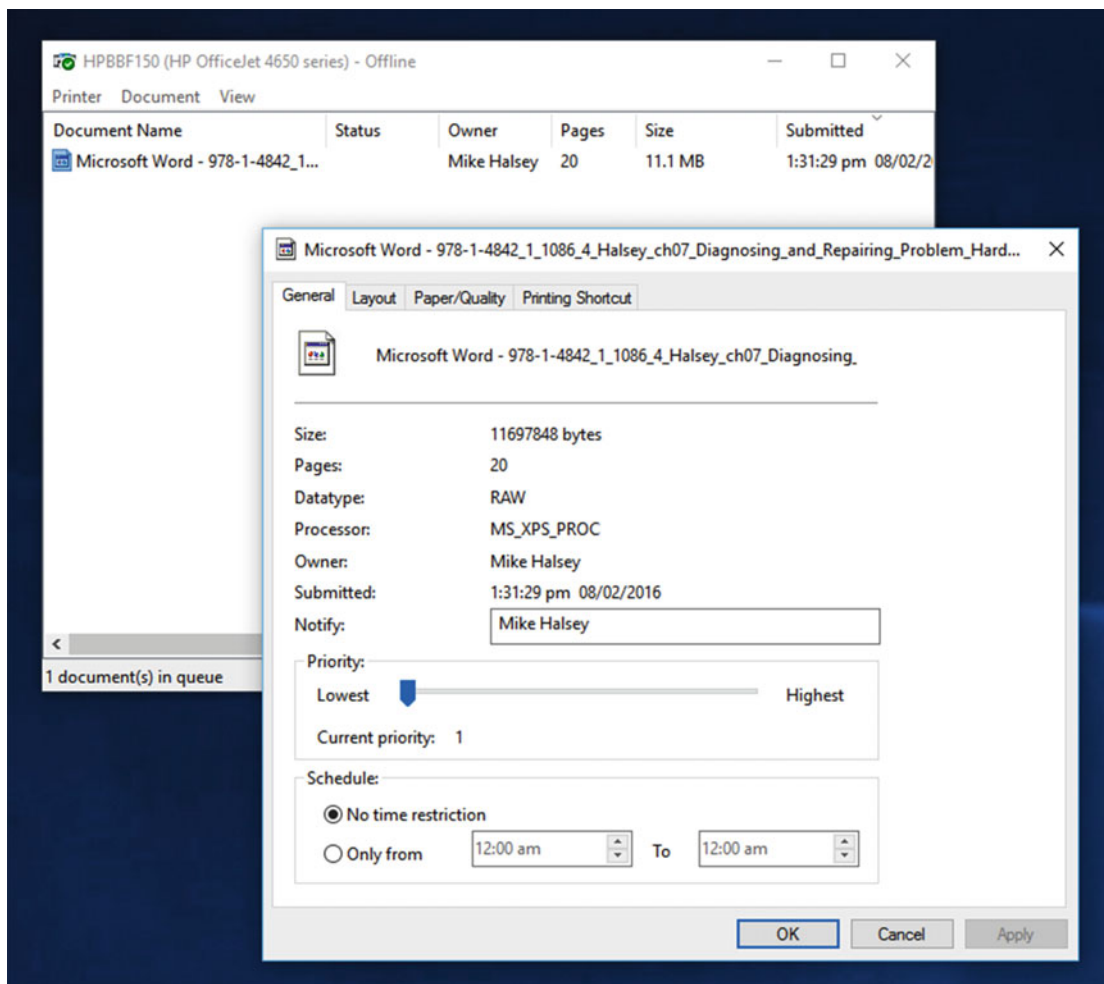 HPBBF150 (HP OfficeJet 4650 series) - Offline
Printer Document View
Document Name Status Owner Pages Size Submitted
Microsoft Word - 978-1-4842_1... Mike Halsey 20 11.1 MB 1:31:29 pm 08/02/2
1 document(s) in queue
Microsoft Word - 978-1-4842_1_1086_4_Halsey_ch07_Diagnosing_and_Repairing_Problem_Hard...
General Layout Paper/Quality Printing Shortcut
Microsoft Word - 978-1-4842_1_1086_4_Halsey_ch07_Diagnosing_
Size: 11697848 bytes
Pages: 20
Datatype: RAW
Processor: MS_XPS_PROC
Owner: Mike Halsey
Submitted: 1:31:29 pm 08/02/2016
Notify: Mike Halsey
Priority:
Lowest Highest
Current priority: 1
Schedule:
No time restriction
Only from 12:00 am To 12:00 am
OK Cancel Apply